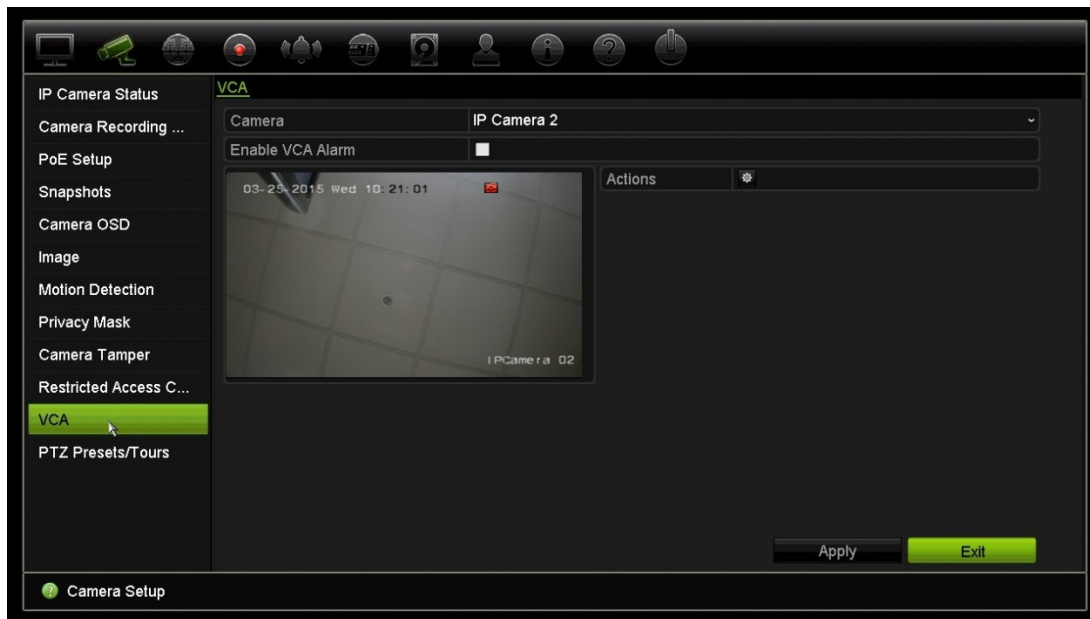 IP Camera Status
Camera Recording ...
PoE Setup
Snapshots
Camera OSD
Image
Motion Detection
Privacy Mask
Camera Tamper
Restricted Access C...
VCA
PTZ Presets/Tours
VCA
Camera IP Camera 2
Enable VCA Alarm
03-25-2015 Wed 10:21:01
IPCamera 02
Actions
Apply Exit
Camera Setup